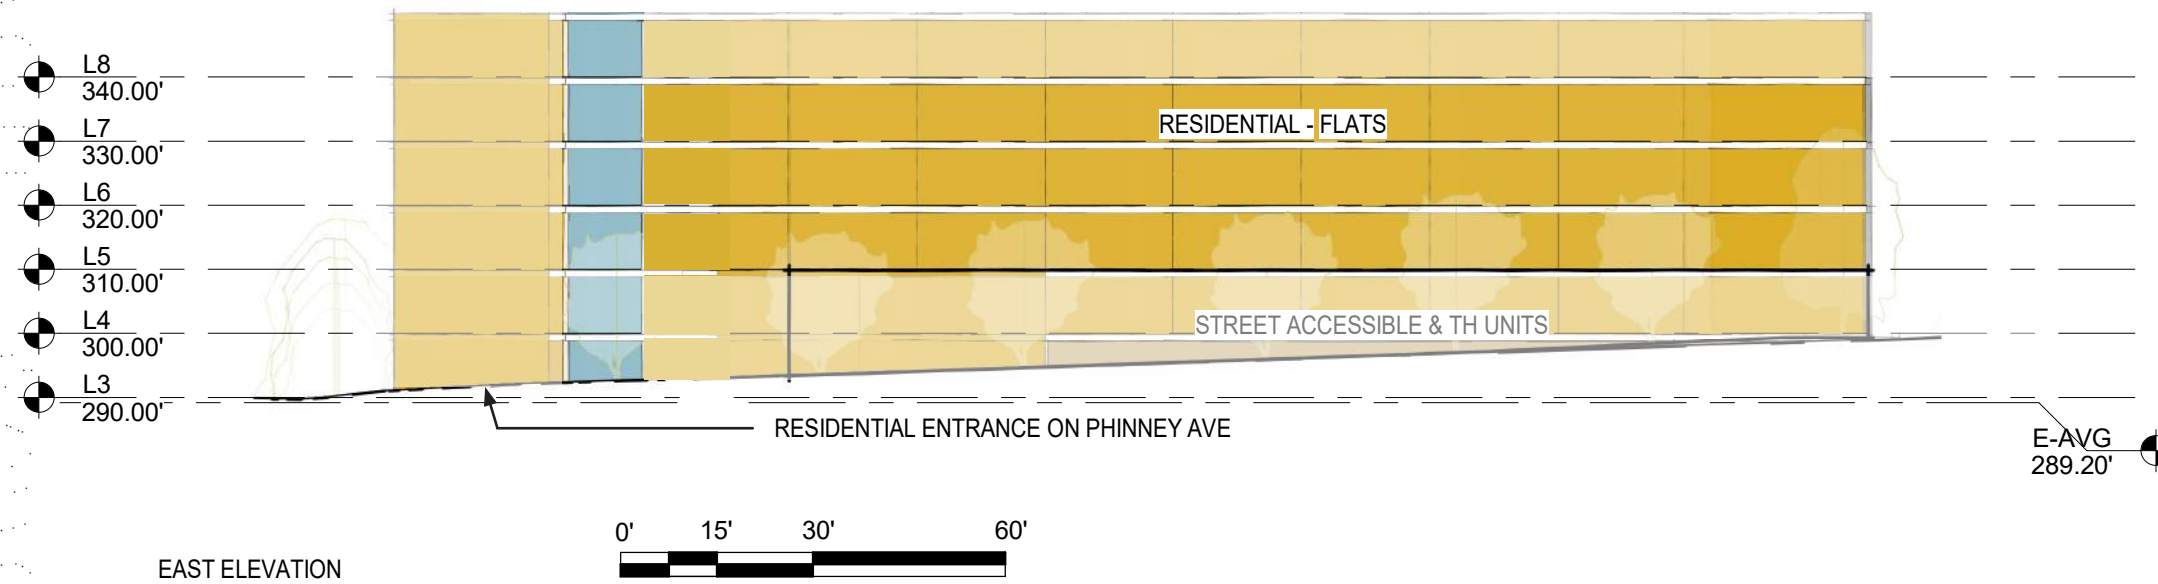 L8
340.00'
L7
330.00'
RESIDENTIAL - FLATS
L6
320.00'
L5
310.00'
L4
300.00'
STREET ACCESSIBLE & TH UNITS
L3
290.00'
RESIDENTIAL ENTRANCE ON PHINNEY AVE
E-AVG
289.20'
0' 15' 30' 60'
EAST ELEVATION